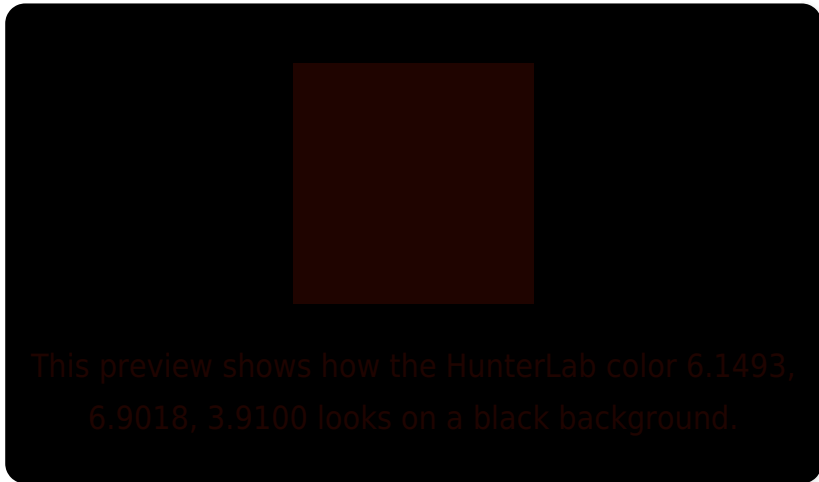 This preview shows how the HunterLab color 6.1493,
6.9018, 3.9100 looks on a black background.